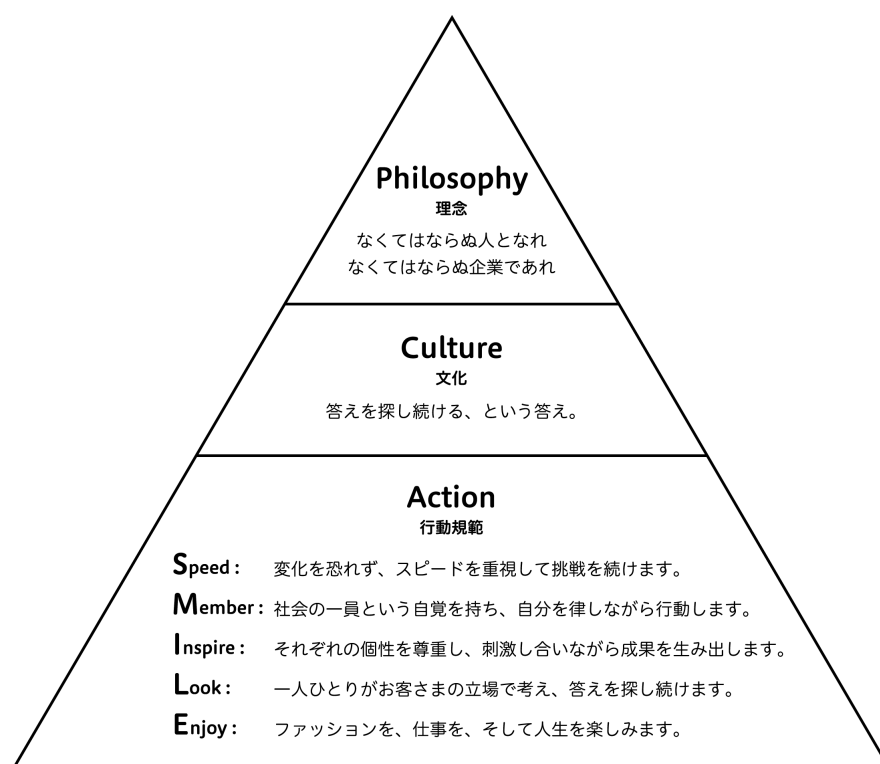 Philosophy
理念
なくてはならぬ人となれ
なくてはならぬ企業であれ
Culture
文化
答えを探し続ける、という答え。
Action
行動規範
Speed : 変化を恐れず、スピードを重視して挑戦を続けます。
Member : 社会の一員という自覚を持ち、自分を律しながら行動します。
Inspire : それぞれの個性を尊重し、刺激し合いながら成果を生み出します。
Look : 一人ひとりがお客さまの立場で考え、答えを探し続けます。
Enjoy : ファッションを、仕事を、そして人生を楽しみます。